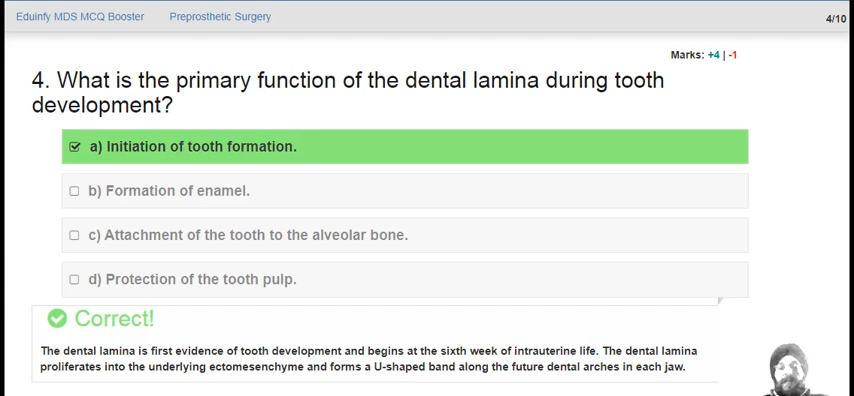 Eduinfy MDS MCQ Booster Preprosthetic Surgery 4/10
Marks: +4 | -1
4. What is the primary function of the dental lamina during tooth
development?
a) Initiation of tooth formation.
b) Formation of enamel.
c) Attachment of the tooth to the alveolar bone.
d) Protection of the tooth pulp.
Correct!
The dental lamina is first evidence of tooth development and begins at the sixth week of intrauterine life. The dental lamina
proliferates into the underlying ectomesenchyme and forms a U-shaped band along the future dental arches in each jaw.